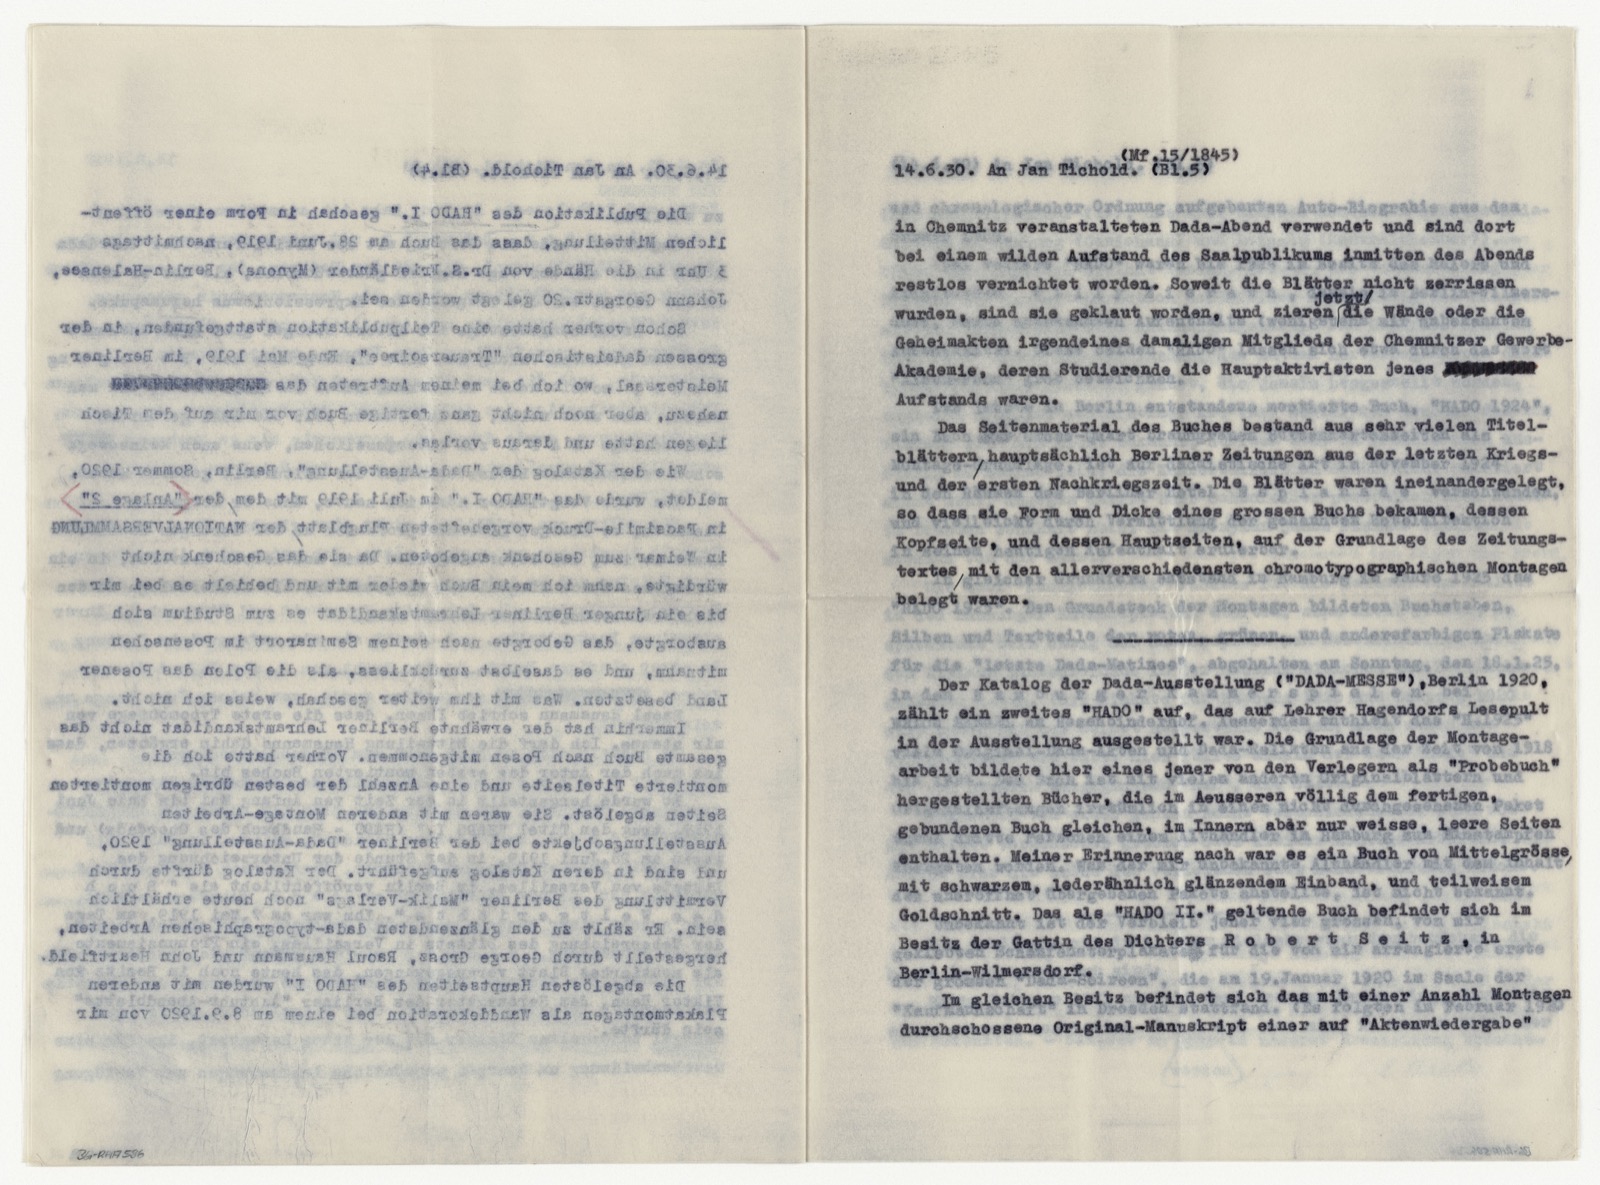 14.6.30. An Jan Tichold. (Bl.4)
Die Publikation des "HADO I." geschah in Form einer öffent-
lichen Mitteilung, dass das Buch am 28.Juni 1919, nachmittags
3 Uhr in die Hände von Dr.S.Friedländer (Mynona), Berlin-Halensee,
Johann Georgstr.20 gelegt worden sei.
Schon vorher hatte eine Teilpublikation stattgefunden, in der
grossen dadaistischen "Trauersoiree", Ende Mai 1919, im Berliner
Meistersaal, wo ich bei meinem Auftreten das
nahezu, aber noch nicht ganz fertige Buch vor mir auf dem Tisch
liegen hatte und daraus vorlas.
Wie der Katalog der "Dada-Ausstellung", Berlin, Sommer 1920,
meldet, wurde das "HADO I." im Juli 1919 mit dem der "Anlage 2"
in Facsimile-Druck vorgehefteten Flugblatt der NATIONALVERSAMMLUNG
in Weimar zum Geschenk angeboten. Da sie das Geschenk nicht
würdigte, nahm ich mein Buch wieder mit und behielt es bei mir
bis ein junger Berliner Lehramtskandidat es zum Studium sich
ausborgte, das Geborgte nach seinem Seminarort im Posenschen
mitnahm, und es daselbst zurückliess, als die Polen das Posener
Land besetzten. Was mit ihm weiter geschah, weiss ich nicht.
Immerhin hat der erwähnte Berliner Lehramtskandidat nicht das
gesamte Buch nach Posen mitgenommen. Vorher hatte ich die
montierte Titelseite und eine Anzahl der besten übrigen montierten
Seiten abgelöst. Sie waren mit anderen Montage-Arbeiten
Ausstellungsobjekte bei der Berliner "Dada-Ausstellung" 1920,
und sind in deren Katalog aufgeführt. Der Katalog dürfte durch
Vermittlung des Berliner "Malik-Verlags" noch heute erhältlich
sein. Er zählt zu den glänzendsten dada-typographischen Arbeiten,
hergestellt durch George Grosz, Raoul Hausmann und John Heartfield.
Die abgelösten Hauptseiten des "HADO I" wurden mit anderen
Plakatmontagen als Wanddekoration bei einem am 8.9.1920 von mir
BG-RHA 586
(Mf.15/1845)
14.6.30. An Jan Tichold. (Bl.5)
in Chemnitz veranstalteten Dada-Abend verwendet und sind dort
bei einem wilden Aufstand des Saalpublikums inmitten des Abends
restlos vernichtet worden. Soweit die Blätter nicht zerrissen
jetzt/
wurden, sind sie geklaut worden, und zieren/die Wände oder die
Geheimakten irgendeines damaligen Mitglieds der Chemnitzer Gewerbe-
Akademie, deren Studierende die Hauptaktivisten jenes
Aufstands waren.
Das Seitenmaterial des Buches bestand aus sehr vielen Titel-
blättern,hauptsächlich Berliner Zeitungen aus der letzten Kriegs-
und der ersten Nachkriegszeit. Die Blätter waren ineinandergelegt,
so dass sie Form und Dicke eines grossen Buchs bekamen, dessen
Kopfseite, und dessen Hauptseiten, auf der Grundlage des Zeitungs-
textes,mit den allerverschiedensten chromotypographischen Montagen
belegt waren.
Der Katalog der Dada-Ausstellung ("DADA-MESSE"),Berlin 1920,
zählt ein zweites "HADO" auf, das auf Lehrer Hagendorfs Lesepult
in der Ausstellung ausgestellt war. Die Grundlage der Montage-
arbeit bildete hier eines jener von den Verlegern als "Probebuch"
hergestellten Bücher, die im Aeusseren völlig dem fertigen,
gebundenen Buch gleichen, im Innern aber nur weisse, leere Seiten
enthalten. Meiner Erinnerung nach war es ein Buch von Mittelgrösse,
mit schwarzem, lederähnlich glänzendem Einband, und teilweisem
Goldschnitt. Das als "HADO II." geltende Buch befindet sich im
Besitz der Gattin des Dichters R o b e r t  S e i t z , in
Berlin-Wilmersdorf.
Im gleichen Besitz befindet sich das mit einer Anzahl Montagen
durchschossene Original-Manuskript einer auf "Aktenwiedergabe"